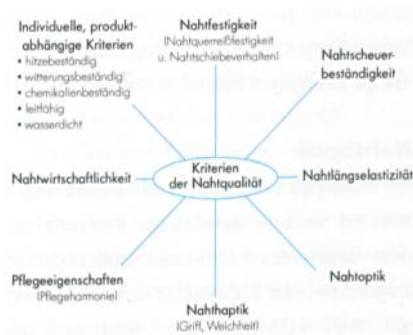 Individuelle, produkt-
abhängige Kriterien
• hitzebeständig
• witterungsbeständig
• chemikalienbeständig
• leitfähig
• wasserdicht
Nahtfestigkeit
(Nahtquerreißfestigkeit
u. Nahtschiebeverhalten)
Nahtscheuer-
beständigkeit
Nahtwirtschaftlichkeit
Kriterien
der Nahtqualität
Nahtlängselastizität
Pflegeeigenschaften
(Pflegeharmonie)
Nahthaptik
(Griff, Weichheit)
Nahtoptik